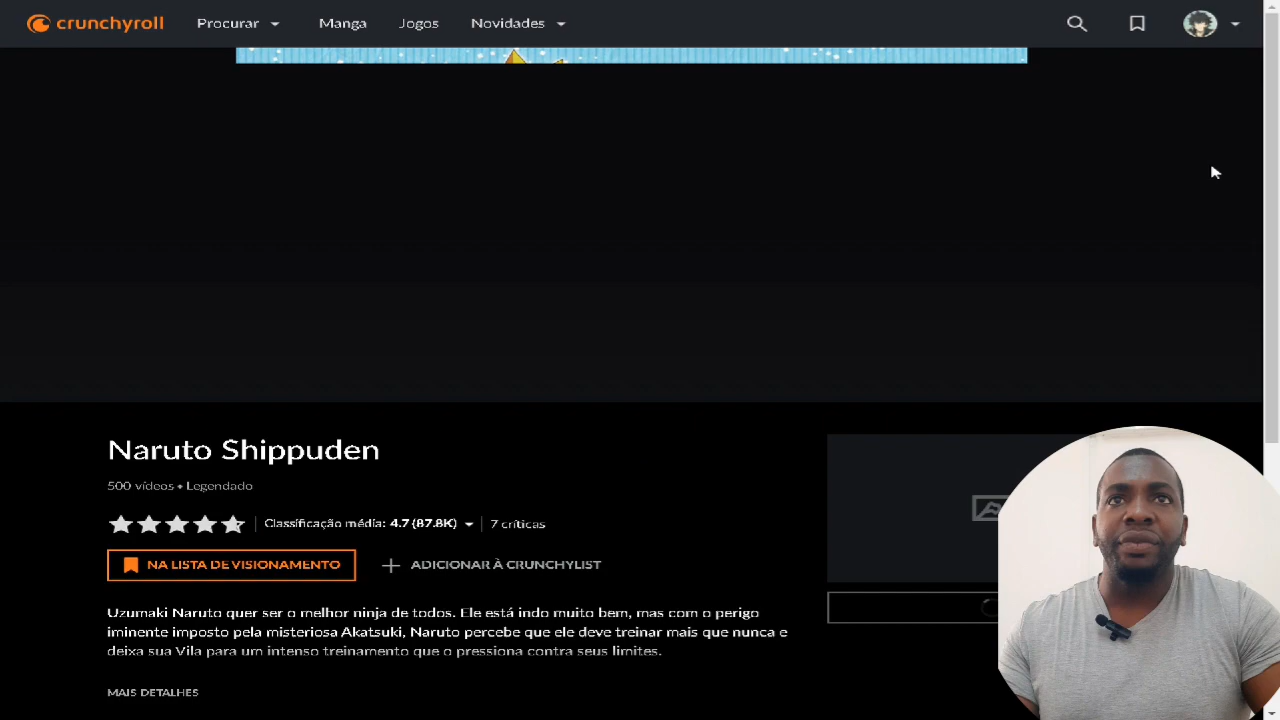 crunchyroll Procurar Manga Jogos Novidades
Naruto Shippuden
500 vídeos • Legendado
Classificação média: 4.7 (87.8K) 7 críticas
NA LISTA DE VISIONAMENTO ADICIONAR À CRUNCHYLIST
Uzumaki Naruto quer ser o melhor ninja de todos. Ele está indo muito bem, mas com o perigo
iminente imposto pela misteriosa Akatsuki, Naruto percebe que ele deve treinar mais que nunca e
deixa sua Vila para um intenso treinamento que o pressiona contra seus limites.
MAIS DETALHES